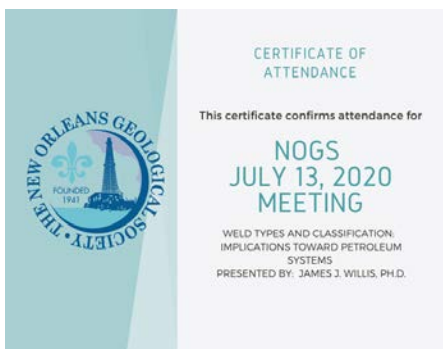 CERTIFICATE OF
ATTENDANCE
This certificate confirms attendance for
NOGS
JULY 13, 2020
MEETING
WELD TYPES AND CLASSIFICATION:
IMPLICATIONS TOWARD PETROLEUM
SYSTEMS
PRESENTED BY: JAMES J. WILLIS, PH.D.
• THE NEW ORLEANS GEOLOGICAL SOCIETY •
FOUNDED
1941